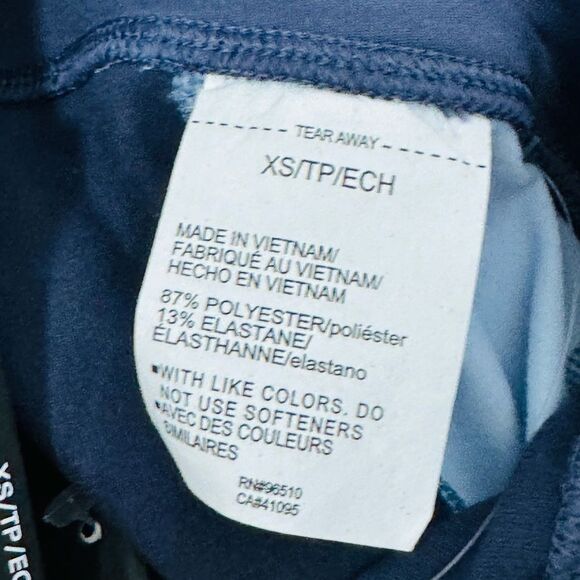 TEAR AWAY
XS/TP/ECH
MADE IN VIETNAM/
FABRIQUÉ AU VIETNAM/
HECHO EN VIETNAM
87% POLYESTER/poliéster
13% ELASTANE/
ÉLASTHANNE/elastano
▪WITH LIKE COLORS. DO
NOT USE SOFTENERS
▪AVEC DES COULEURS
SIMILAIRES
RN#96510
CA#41095
XS/TP/EC